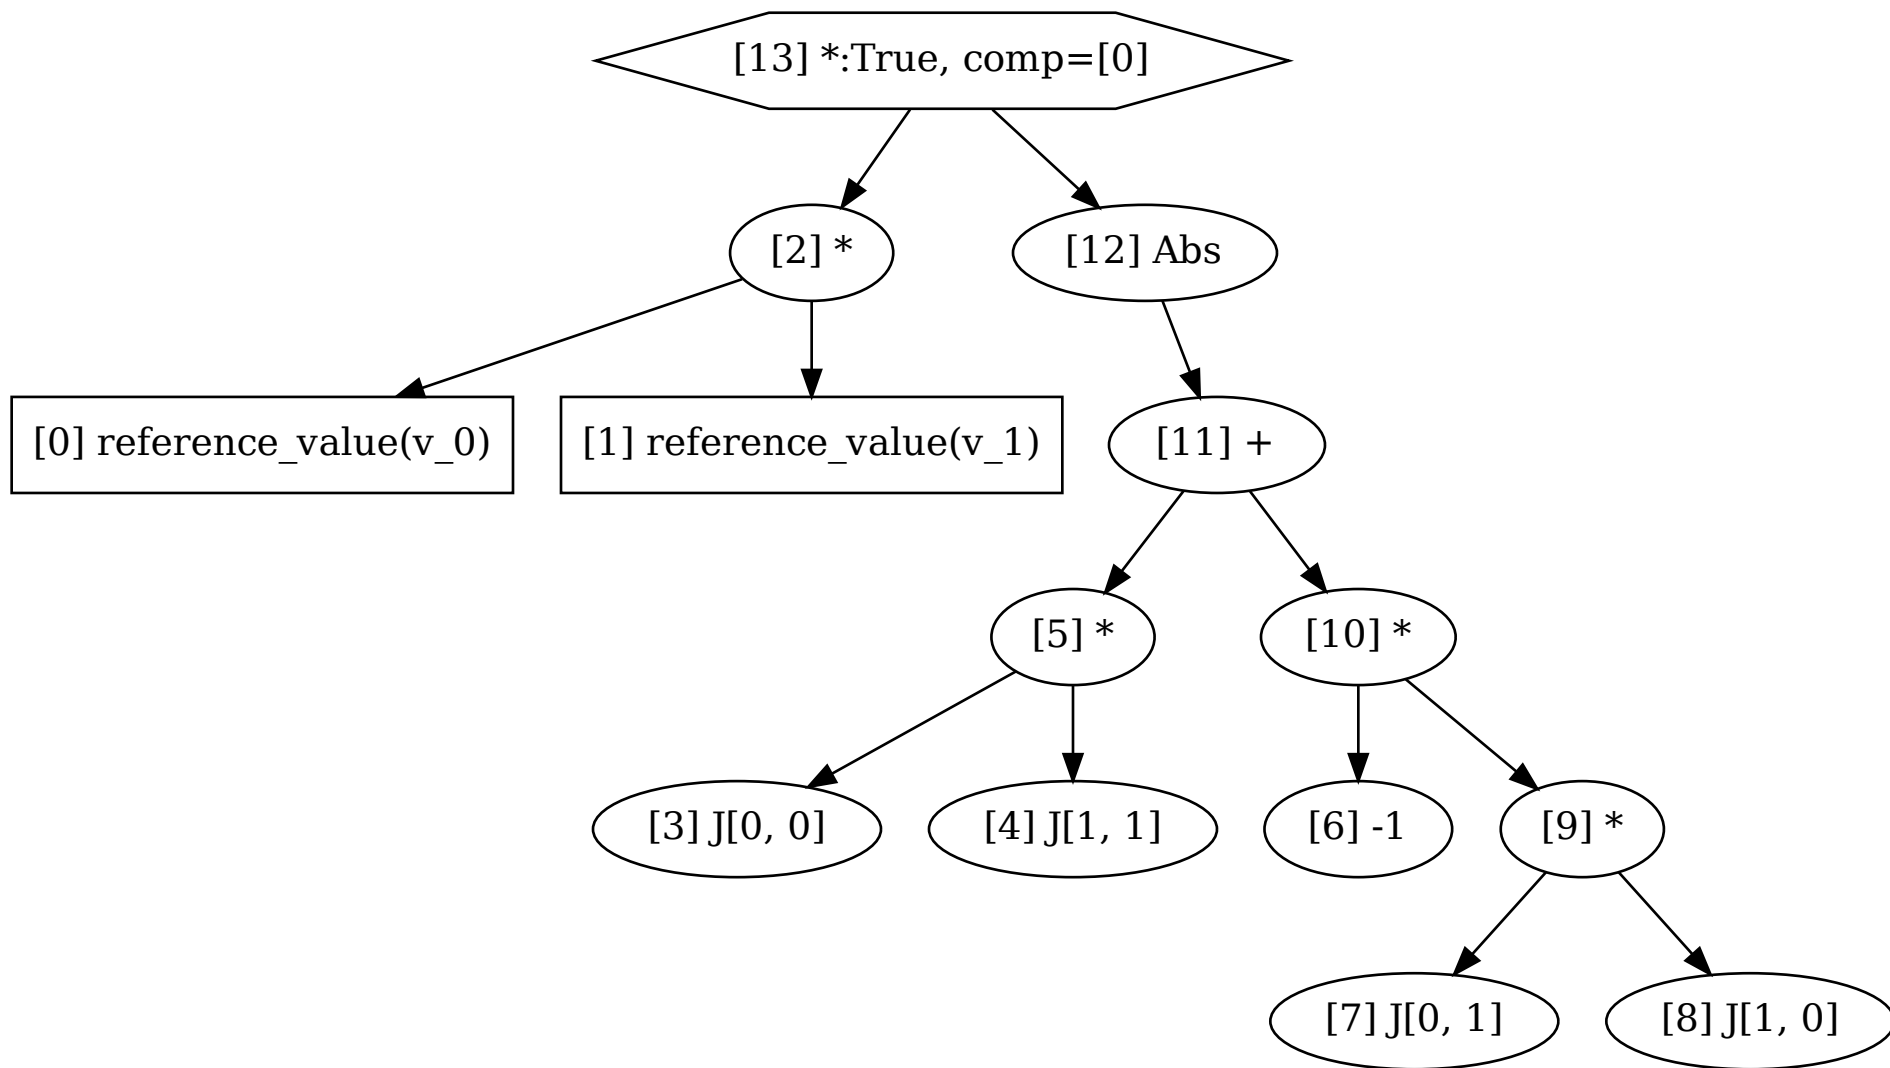 [13] *:True, comp=[0]
[2] *
[12] Abs
[0] reference_value(v_0)
[1] reference_value(v_1)
[11] +
[5] *
[10] *
[3] J[0, 0]
[4] J[1, 1]
[6] -1
[9] *
[7] J[0, 1]
[8] J[1, 0]